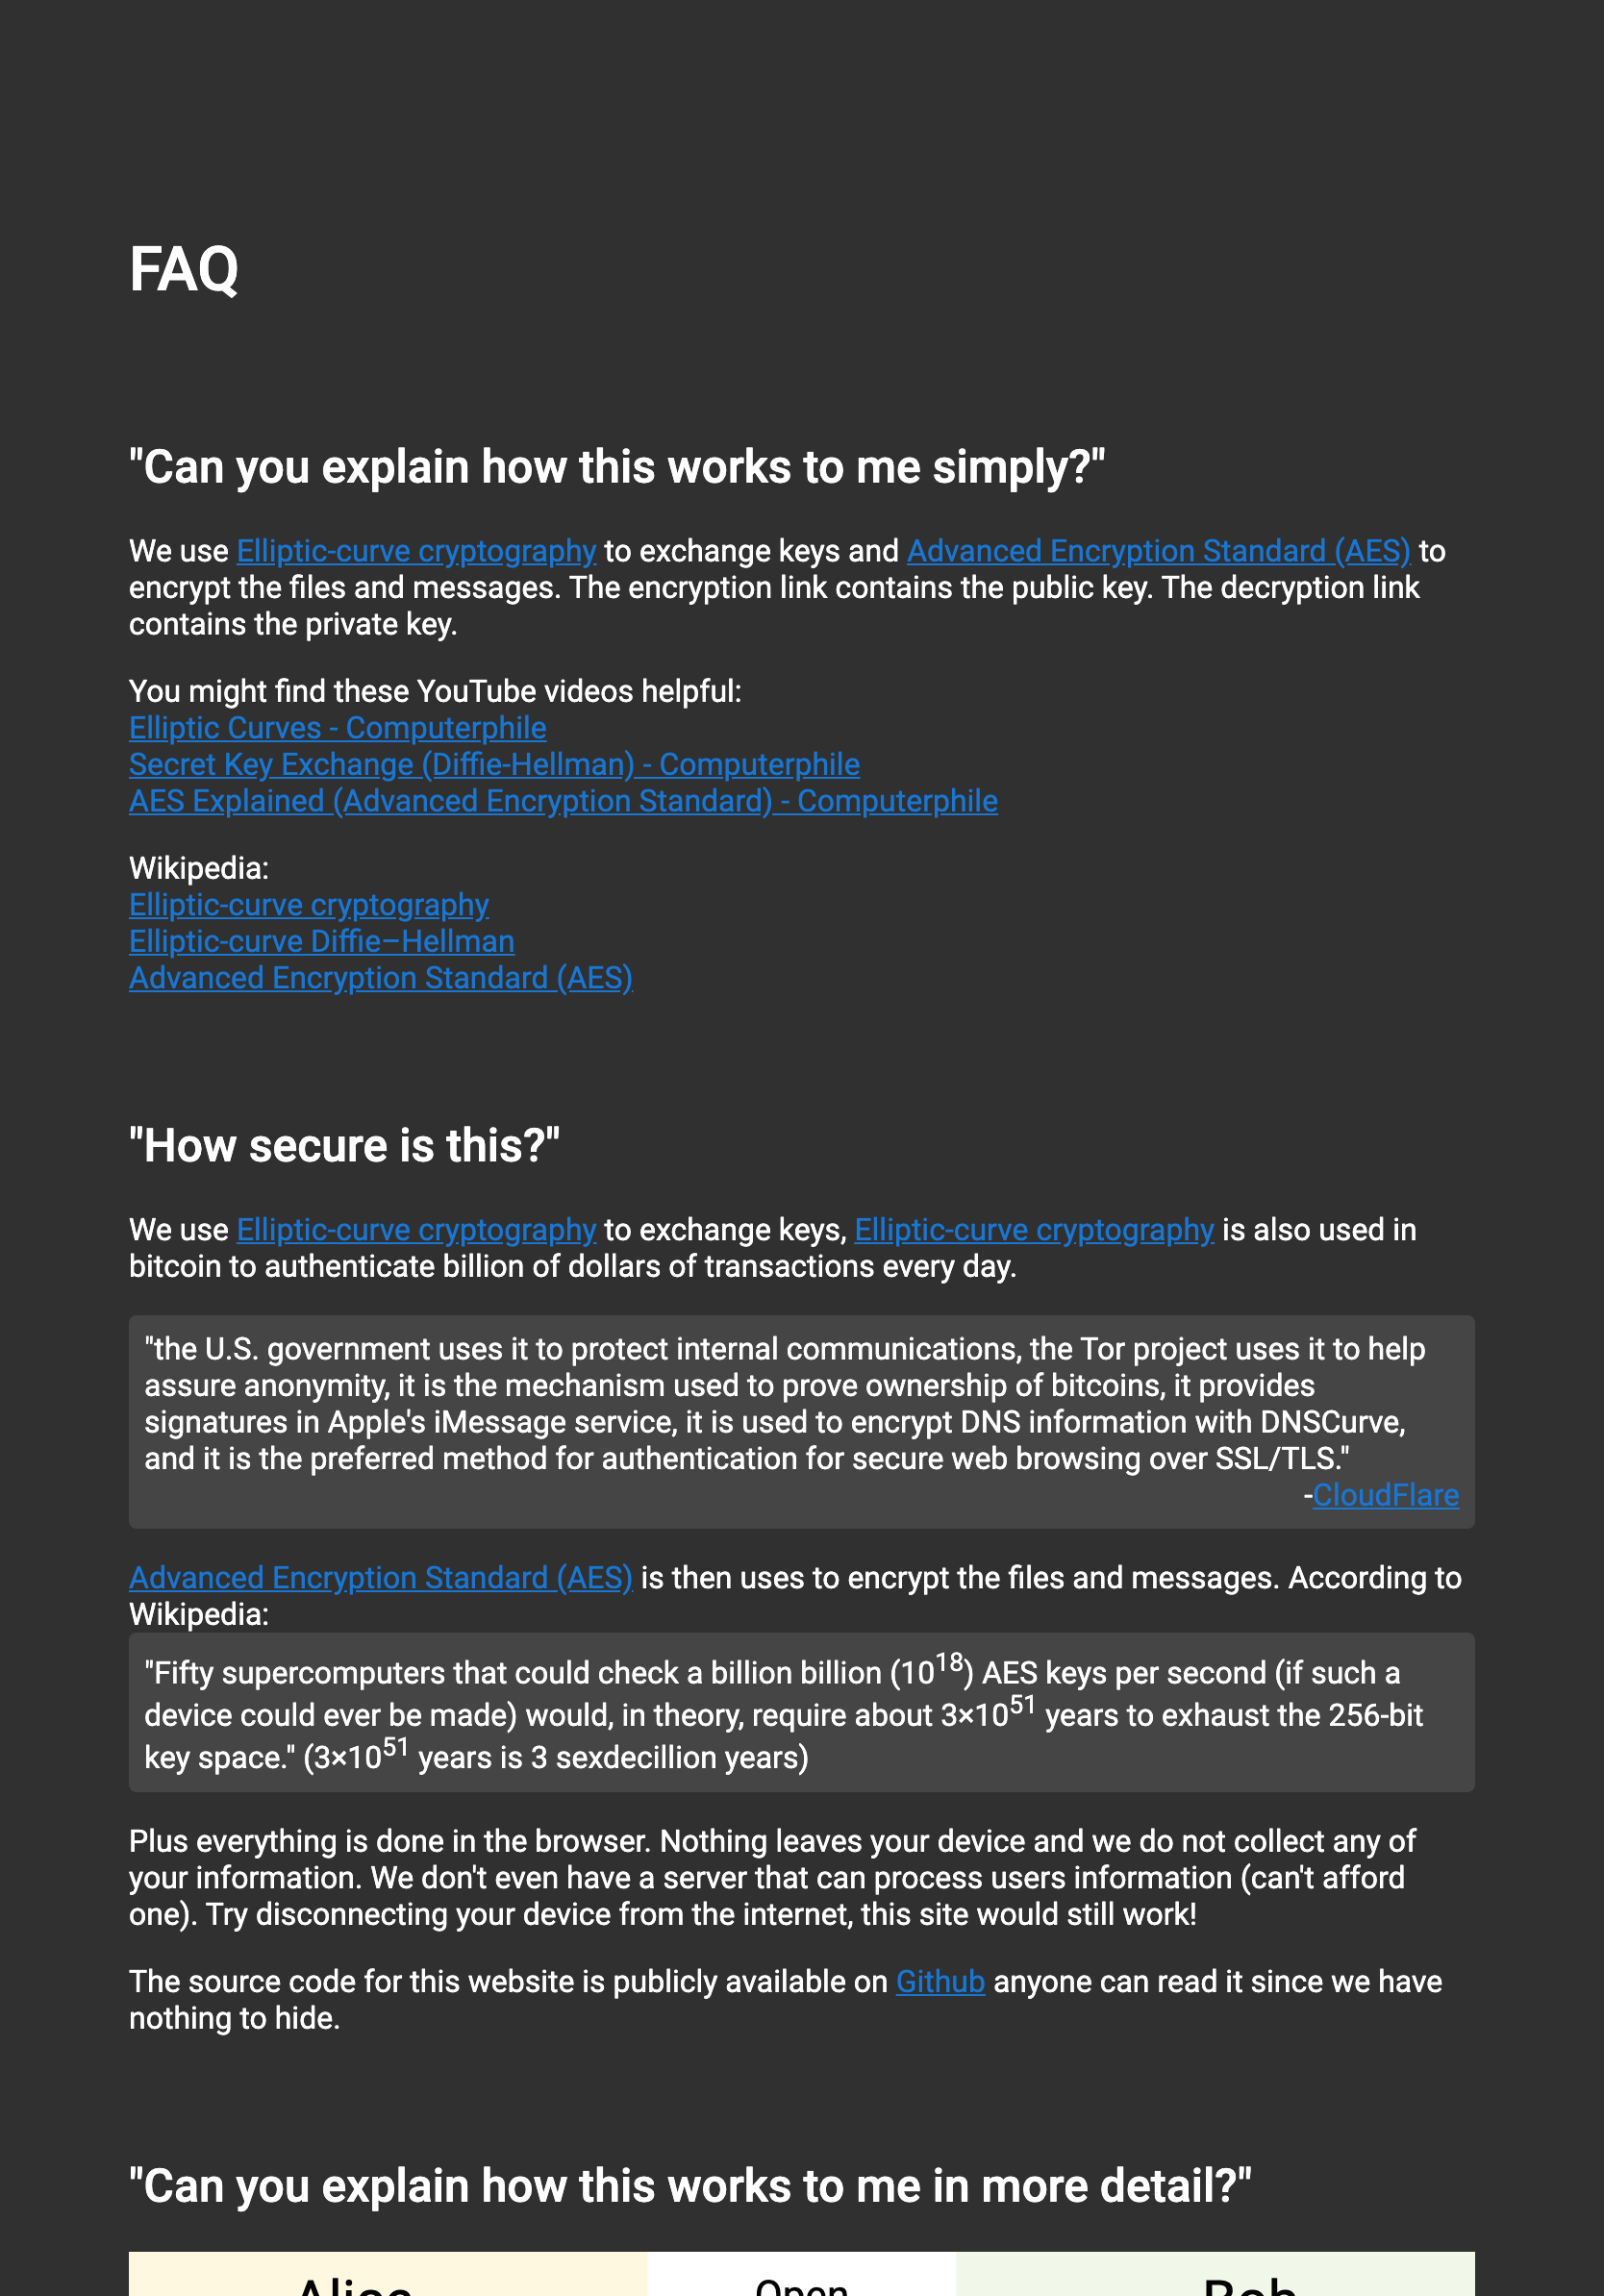 FAQ
"Can you explain how this works to me simply?"
We use Elliptic-curve cryptography to exchange keys and Advanced Encryption Standard (AES) to
encrypt the files and messages. The encryption link contains the public key. The decryption link
contains the private key.
You might find these YouTube videos helpful:
Elliptic Curves - Computerphile
Secret Key Exchange (Diffie-Hellman) - Computerphile
AES Explained (Advanced Encryption Standard) - Computerphile
Wikipedia:
Elliptic-curve cryptography
Elliptic-curve Diffie–Hellman
Advanced Encryption Standard (AES)
"How secure is this?"
We use Elliptic-curve cryptography to exchange keys, Elliptic-curve cryptography is also used in
bitcoin to authenticate billion of dollars of transactions every day.
"the U.S. government uses it to protect internal communications, the Tor project uses it to help
assure anonymity, it is the mechanism used to prove ownership of bitcoins, it provides
signatures in Apple's iMessage service, it is used to encrypt DNS information with DNSCurve,
and it is the preferred method for authentication for secure web browsing over SSL/TLS."
-CloudFlare
Advanced Encryption Standard (AES) is then uses to encrypt the files and messages. According to
Wikipedia:
"Fifty supercomputers that could check a billion billion (10¹⁸) AES keys per second (if such a
device could ever be made) would, in theory, require about 3×10⁵¹ years to exhaust the 256-bit
key space." (3×10⁵¹ years is 3 sexdecillion years)
Plus everything is done in the browser. Nothing leaves your device and we do not collect any of
your information. We don't even have a server that can process users information (can't afford
one). Try disconnecting your device from the internet, this site would still work!
The source code for this website is publicly available on Github anyone can read it since we have
nothing to hide.
"Can you explain how this works to me in more detail?"
Alice Open Bob